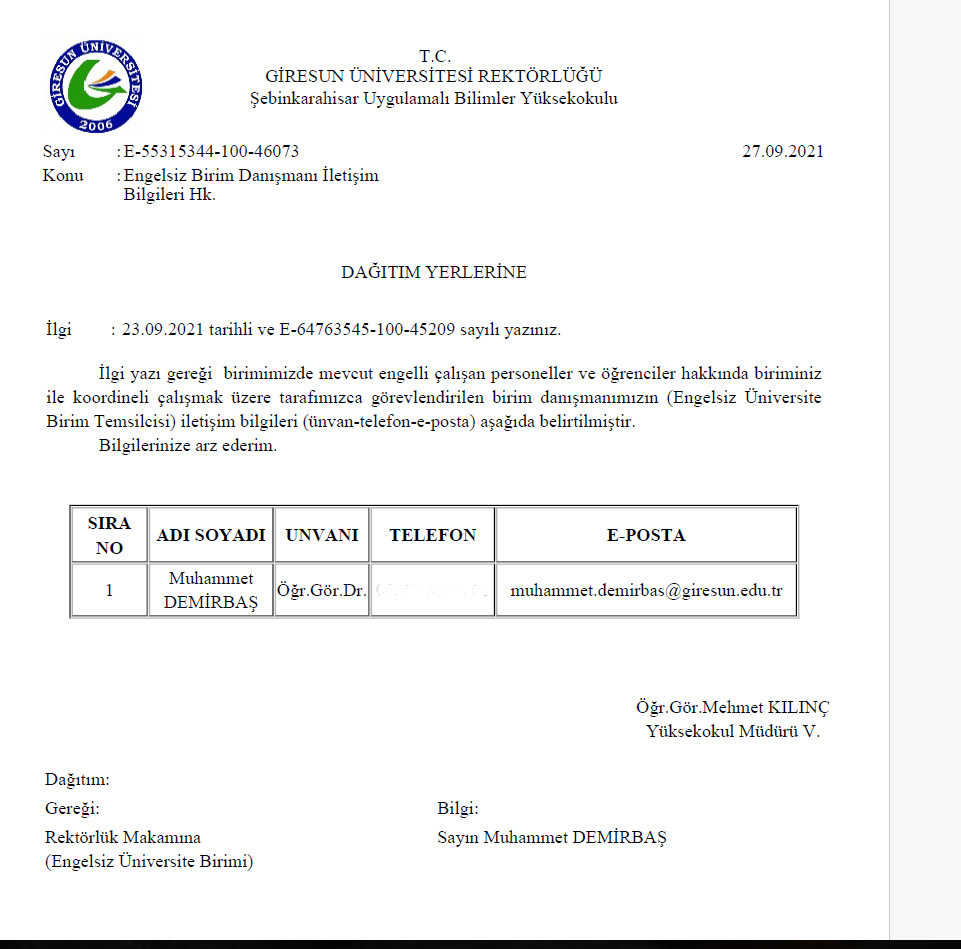 GİRESUN ÜNİVERSİTESİ
2006
T.C.
GİRESUN ÜNİVERSİTESİ REKTÖRLÜĞÜ
Şebinkarahisar Uygulamalı Bilimler Yüksekokulu
Sayı : E-55315344-100-46073 27.09.2021
Konu : Engelsiz Birim Danışmanı İletişim
Bilgileri Hk.
DAĞITIM YERLERİNE
İlgi : 23.09.2021 tarihli ve E-64763545-100-45209 sayılı yazınız.
İlgi yazı gereği birimimizde mevcut engelli çalışan personeller ve öğrenciler hakkında biriminiz
ile koordineli çalışmak üzere tarafımızca görevlendirilen birim danışmanımızın (Engelsiz Üniversite
Birim Temsilcisi) iletişim bilgileri (ünvan-telefon-e-posta) aşağıda belirtilmiştir.
Bilgilerinize arz ederim.
SIRA NO ADI SOYADI UNVANI TELEFON E-POSTA
1 Muhammet DEMİRBAŞ Öğr.Gör.Dr. muhammet.demirbas@giresun.edu.tr
Öğr.Gör.Mehmet KILINÇ
Yüksekokul Müdürü V.
Dağıtım:
Gereği: Bilgi:
Rektörlük Makamına Sayın Muhammet DEMİRBAŞ
(Engelsiz Üniversite Birimi)